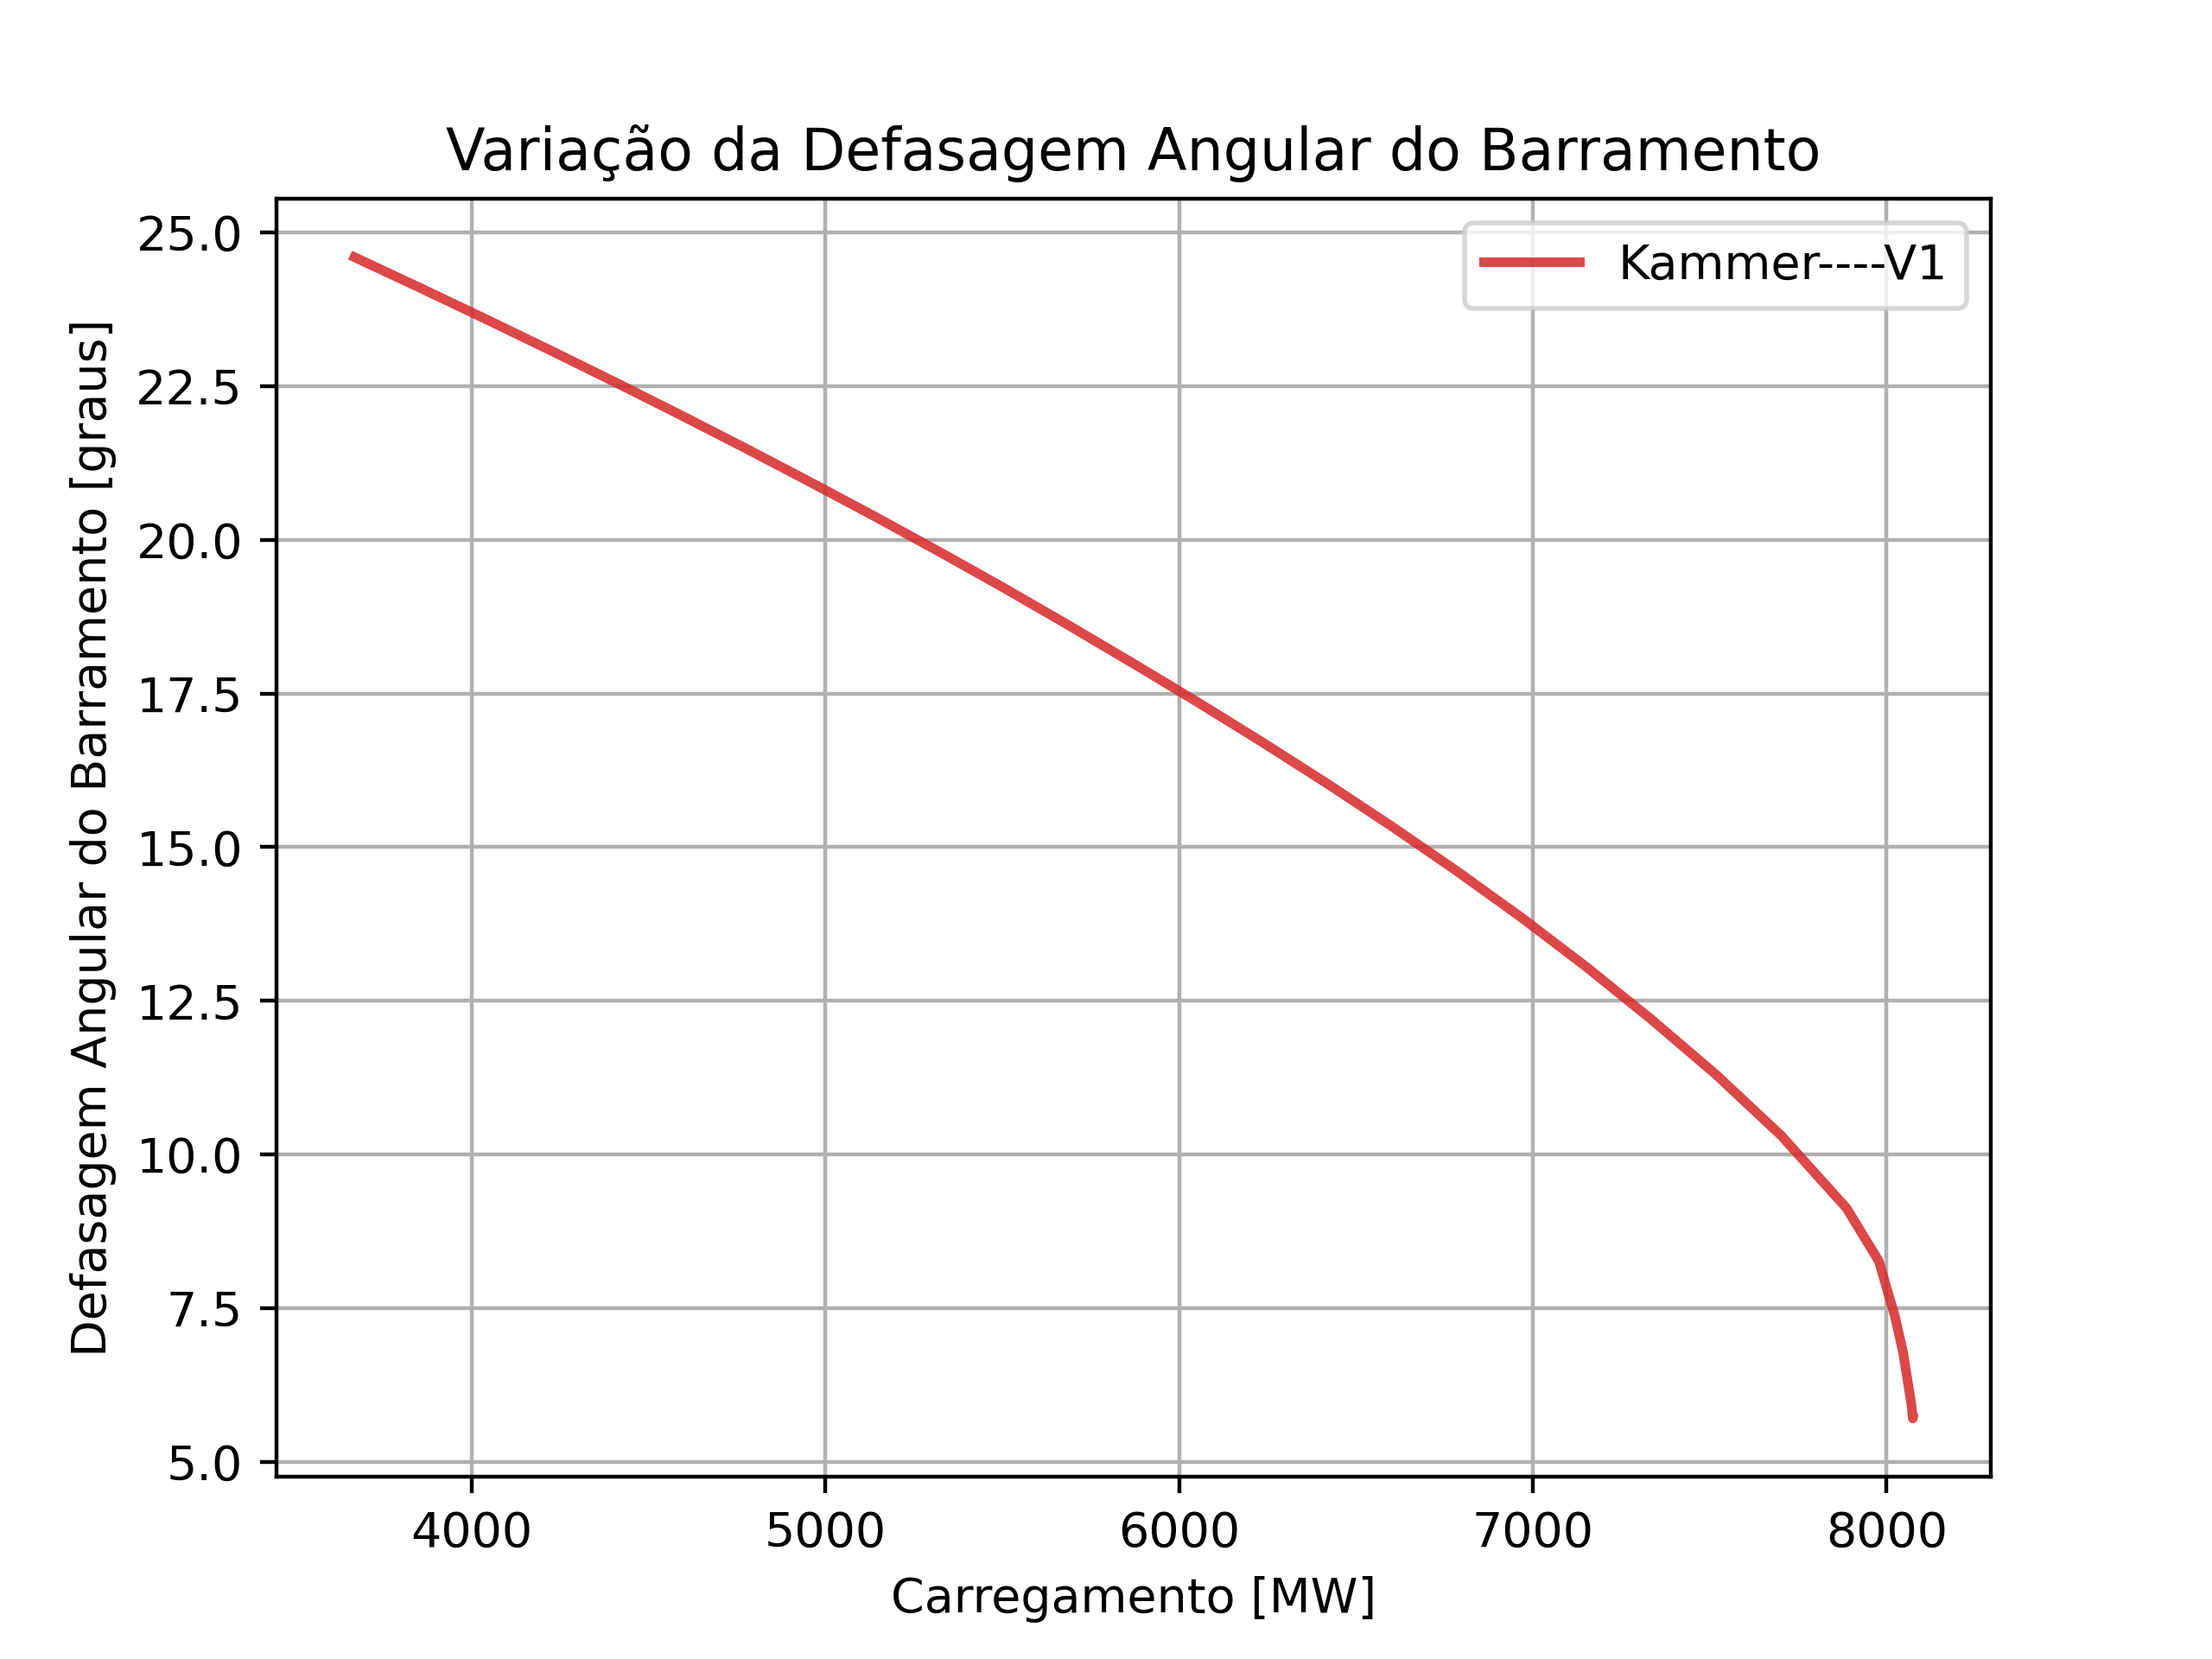 Variação da Defasagem Angular do Barramento
Kammer----V1
Defasagem Angular do Barramento [graus]
25.0
22.5
20.0
17.5
15.0
12.5
10.0
7.5
5.0
4000 5000 6000 7000 8000
Carregamento [MW]